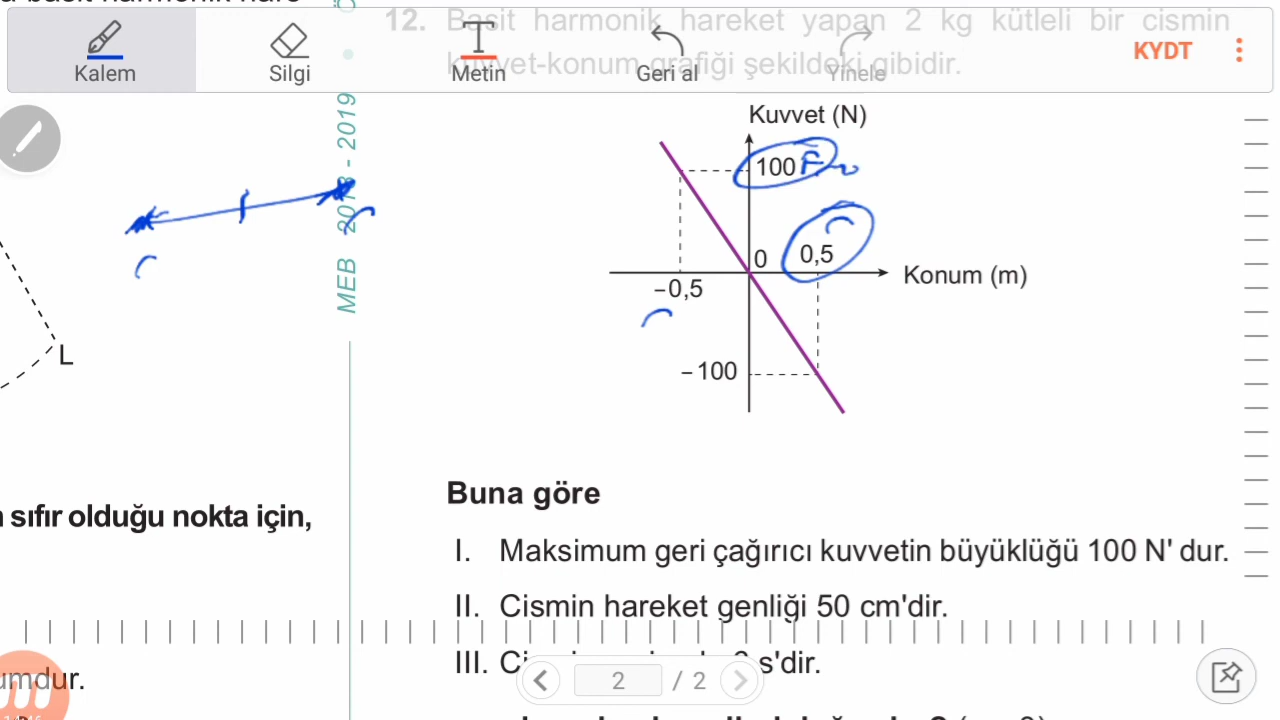 12. Basit harmonik hareket yapan 2 kg kütleli bir cismin
kuvvet-konum grafiği şekildeki gibidir.
Kalem
Silgi
Metin
Geri al
Yinele
KYDT
MEB 2018 - 2019
Kuvvet (N)
100 Fm
0
0,5
Konum (m)
-0,5
r
r
r
-100
L
Buna göre
n sıfır olduğu nokta için,
I. Maksimum geri çağırıcı kuvvetin büyüklüğü 100 N' dur.
II. Cismin hareket genliği 50 cm'dir.
III. s'dir.
2 / 2
umdur.